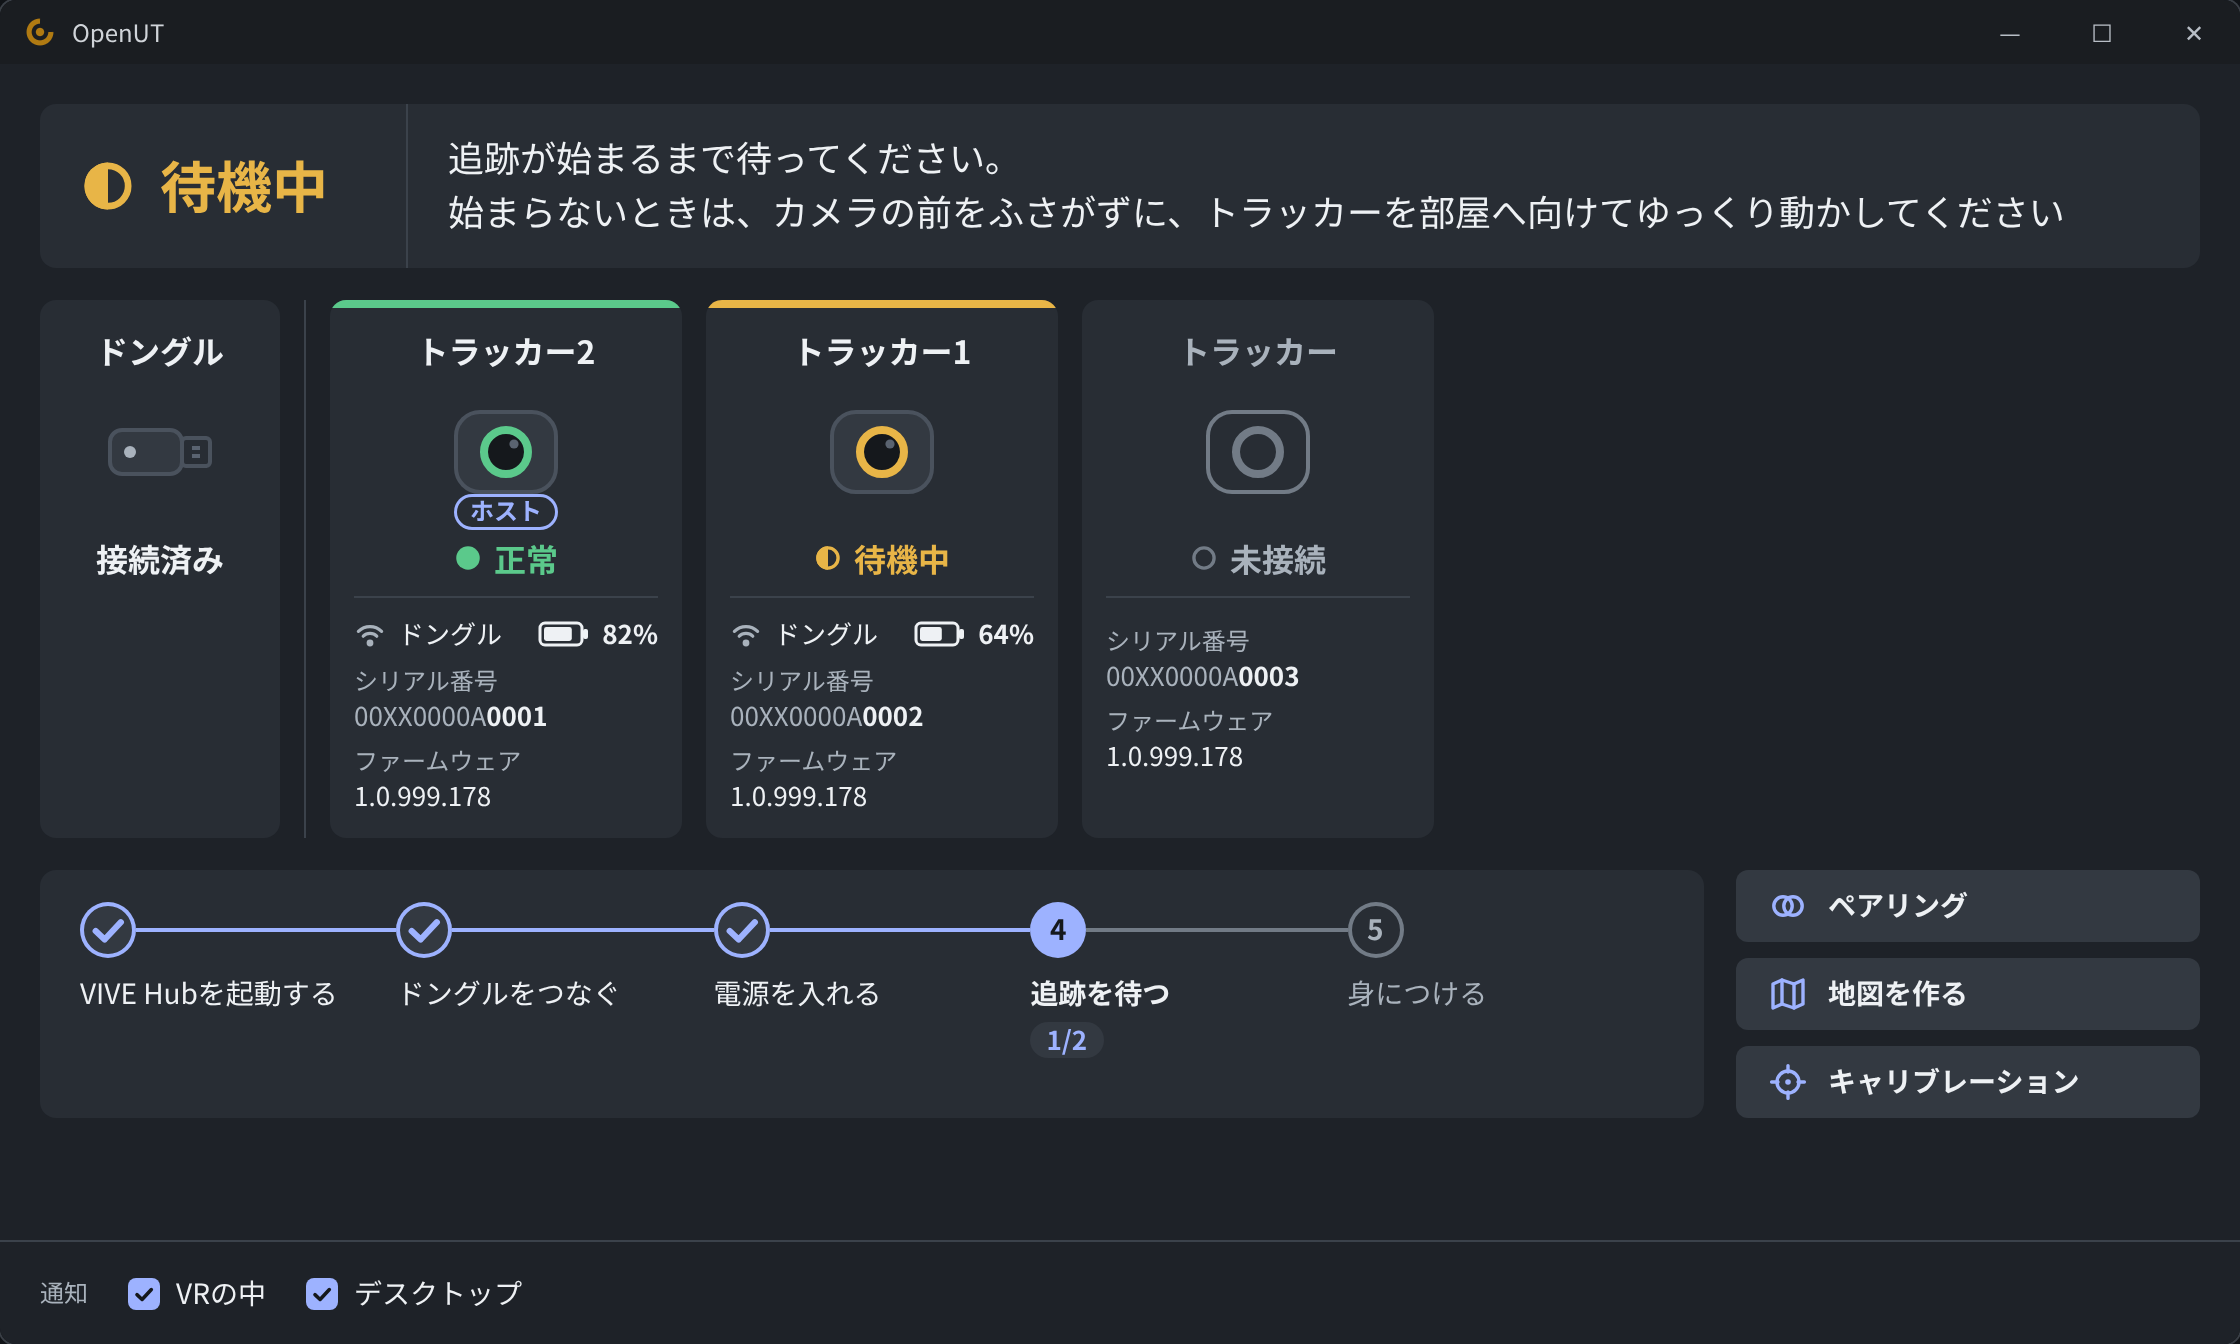 OpenUT
待機中
追跡が始まるまで待ってください。
始まらないときは、カメラの前をふさがずに、トラッカーを部屋へ向けてゆっくり動かしてください
ドングル
接続済み
トラッカー2
ホスト
正常
ドングル 82%
シリアル番号
00XX0000A0001
ファームウェア
1.0.999.178
トラッカー1
待機中
ドングル 64%
シリアル番号
00XX0000A0002
ファームウェア
1.0.999.178
トラッカー
未接続
シリアル番号
00XX0000A0003
ファームウェア
1.0.999.178
VIVE Hubを起動する
ドングルをつなぐ
電源を入れる
4
追跡を待つ
1/2
5
身につける
ペアリング
地図を作る
キャリブレーション
通知 VRの中 デスクトップ